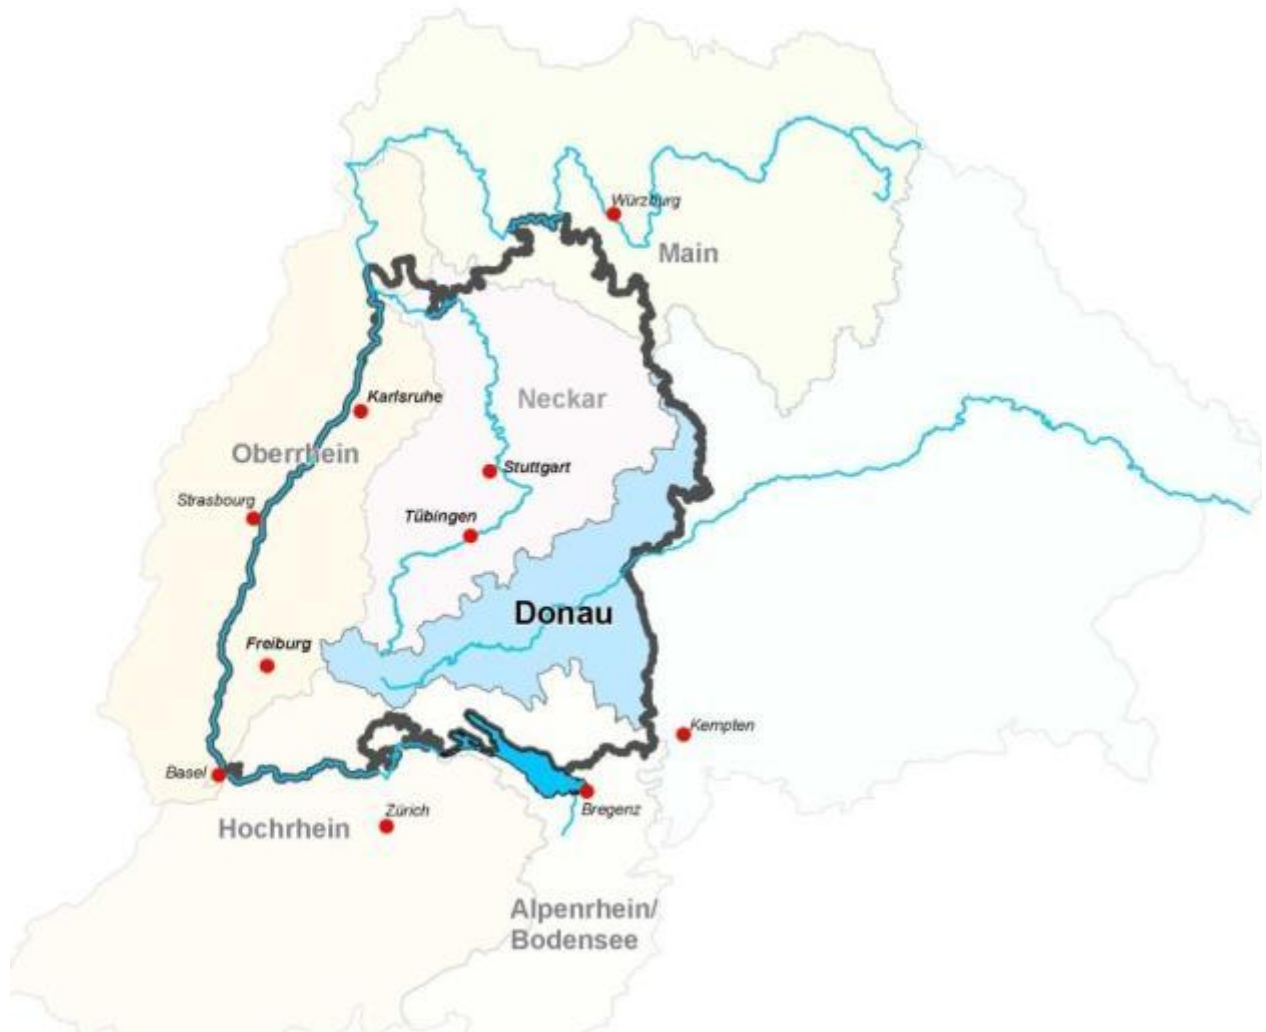 Würzburg
Main
Karlsruhe
Neckar
Oberrhein
Stuttgart
Strasbourg
Tübingen
Donau
Freiburg
Kempten
Basel
Bregenz
Zürich
Hochrhein
Alpenrhein/
Bodensee